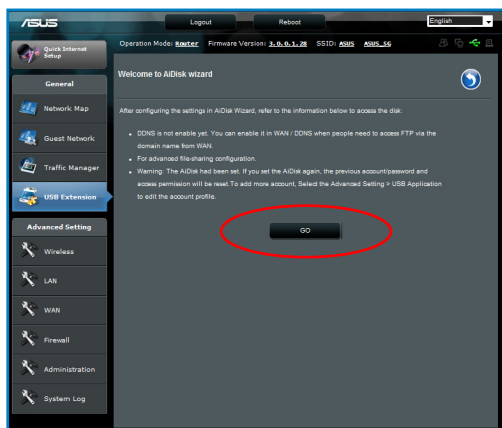 ASUS
Logout
Reboot
English
Quick Internet
Setup
Operation Mode: Router Firmware Version: 3.0.0.1.28 SSID: ASUS ASUS_5G
General
Network Map
Guest Network
Traffic Manager
USB Extension
Advanced Setting
Wireless
LAN
WAN
Firewall
Administration
System Log
Welcome to AiDisk wizard
After configuring the settings in AiDisk Wizard, refer to the information below to access the disk:
DDNS is not enable yet. You can enable it in WAN / DDNS when people need to access FTP via the
domain name from WAN.
For advanced file-sharing configuration.
Warning: The AiDisk had been set. If you set the AiDisk again, the previous account/password and
access permission will be reset.To add more account, Select the Advanced Setting > USB Application
to edit the account profile.
GO